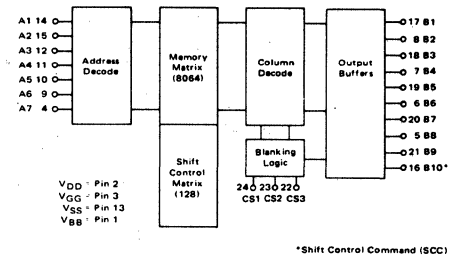 A1 14
A2 15
A3 12
A4 11
A5 10
A6 9
A7 4
Address
Decode
Memory
Matrix
(8064)
Shift
Control
Matrix
(128)
Column
Decode
Blanking
Logic
24 23 22
CS1 CS2 CS3
Output
Buffers
17 B1
8 B2
18 B3
7 B4
19 B5
6 B6
20 B7
5 B8
21 B9
16 B10*
VDD = Pin 2
VGG = Pin 3
VSS = Pin 13
VBB = Pin 1
*Shift Control Command (SCC)